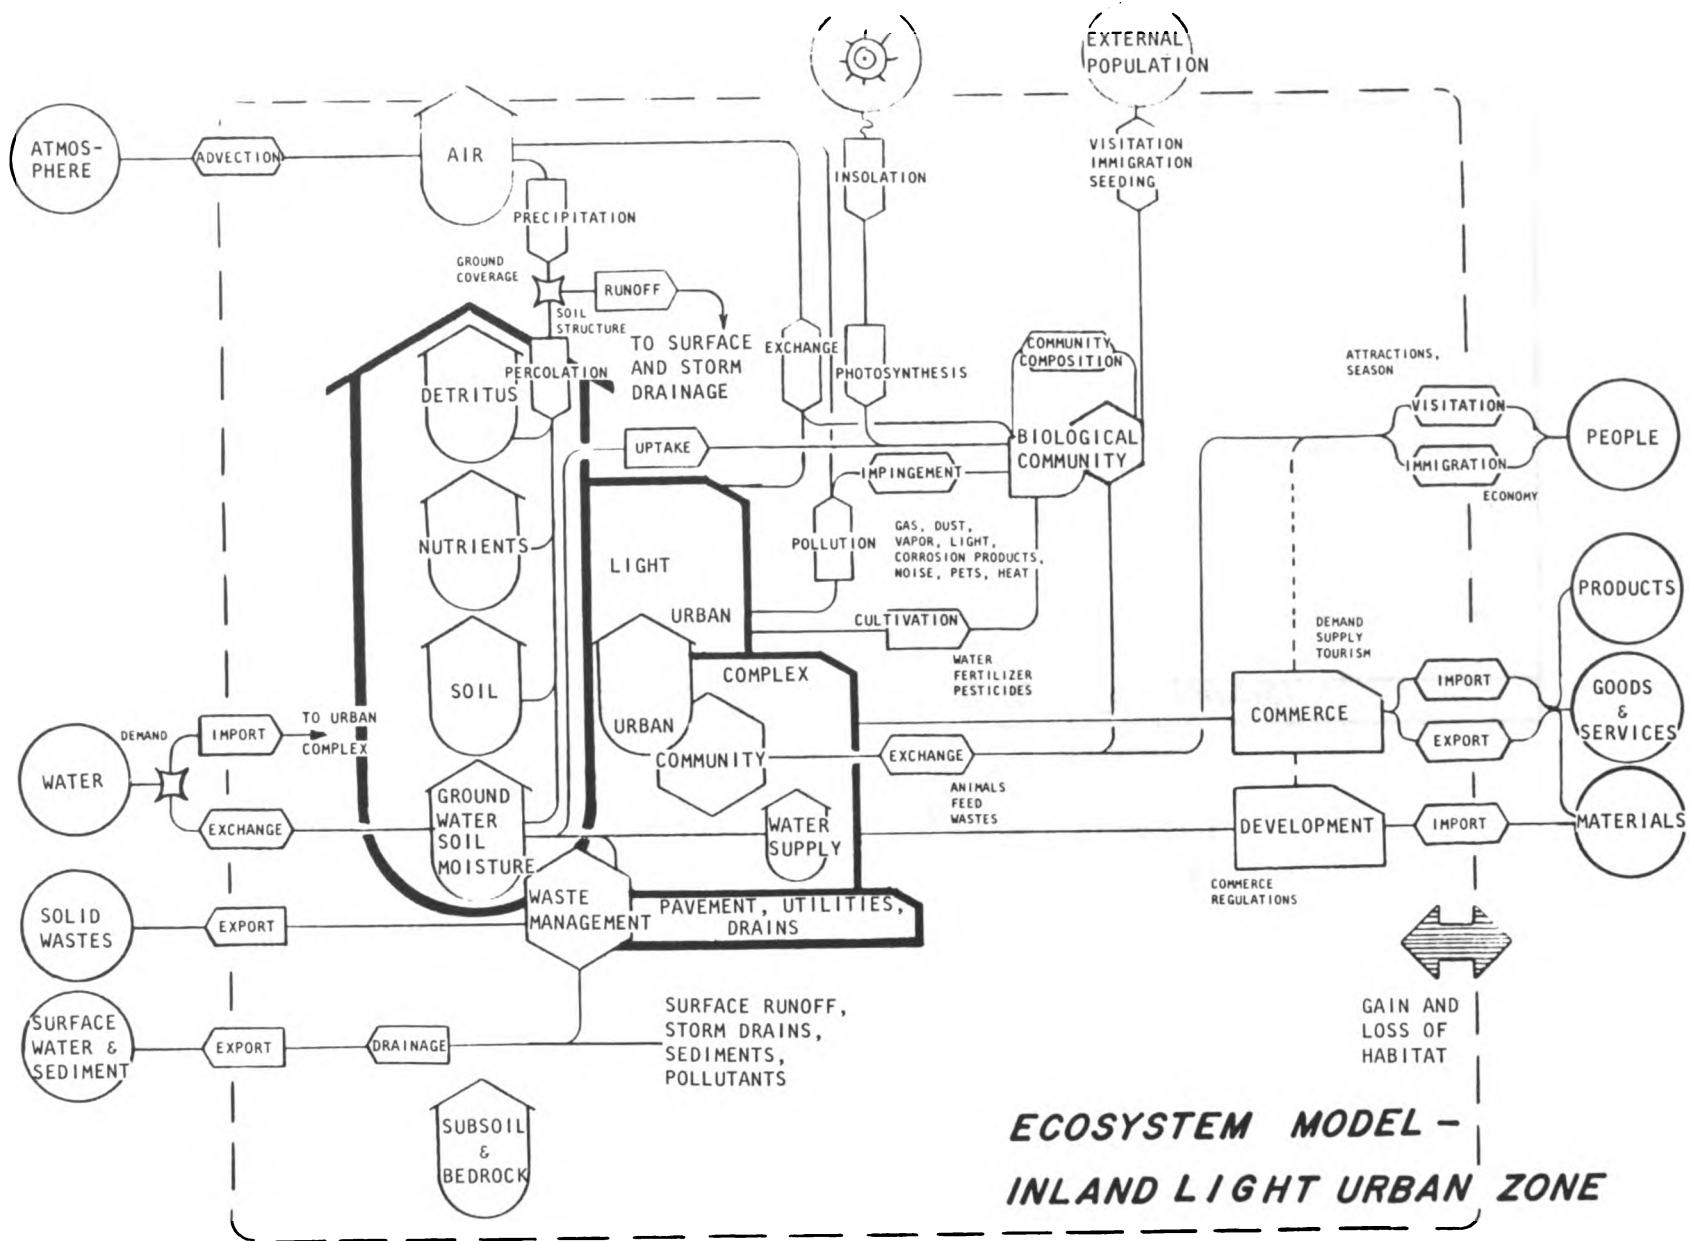 EXTERNAL
POPULATION
ATMOS-
PHERE
ADVECTION
AIR
INSOLATION
VISITATION
IMMIGRATION
SEEDING
PRECIPITATION
GROUND
COVERAGE
RUNOFF
SOIL
STRUCTURE
TO SURFACE
AND STORM
DRAINAGE
EXCHANGE
PHOTOSYNTHESIS
COMMUNITY
COMPOSITION
ATTRACTIONS,
SEASON
DETRITUS
PERCOLATION
VISITATION
PEOPLE
IMMIGRATION
ECONOMY
UPTAKE
BIOLOGICAL
COMMUNITY
IMPINGEMENT
NUTRIENTS
LIGHT
URBAN
COMPLEX
POLLUTION
GAS, DUST,
VAPOR, LIGHT,
CORROSION PRODUCTS,
NOISE, PETS, HEAT
PRODUCTS
CULTIVATION
WATER
FERTILIZER
PESTICIDES
DEMAND
SUPPLY
TOURISM
SOIL
URBAN
COMMUNITY
COMMERCE
IMPORT
EXPORT
GOODS
&
SERVICES
DEMAND
IMPORT
TO URBAN
COMPLEX
WATER
EXCHANGE
EXCHANGE
ANIMALS
FEED
WASTES
GROUND
WATER
SOIL
MOISTURE
WATER
SUPPLY
DEVELOPMENT
IMPORT
MATERIALS
COMMERCE
REGULATIONS
SOLID
WASTES
EXPORT
WASTE
MANAGEMENT
PAVEMENT, UTILITIES,
DRAINS
SURFACE
WATER &
SEDIMENT
EXPORT
DRAINAGE
SURFACE RUNOFF,
STORM DRAINS,
SEDIMENTS,
POLLUTANTS
GAIN AND
LOSS OF
HABITAT
SUBSOIL
&
BEDROCK
ECOSYSTEM MODEL -
INLAND LIGHT URBAN ZONE